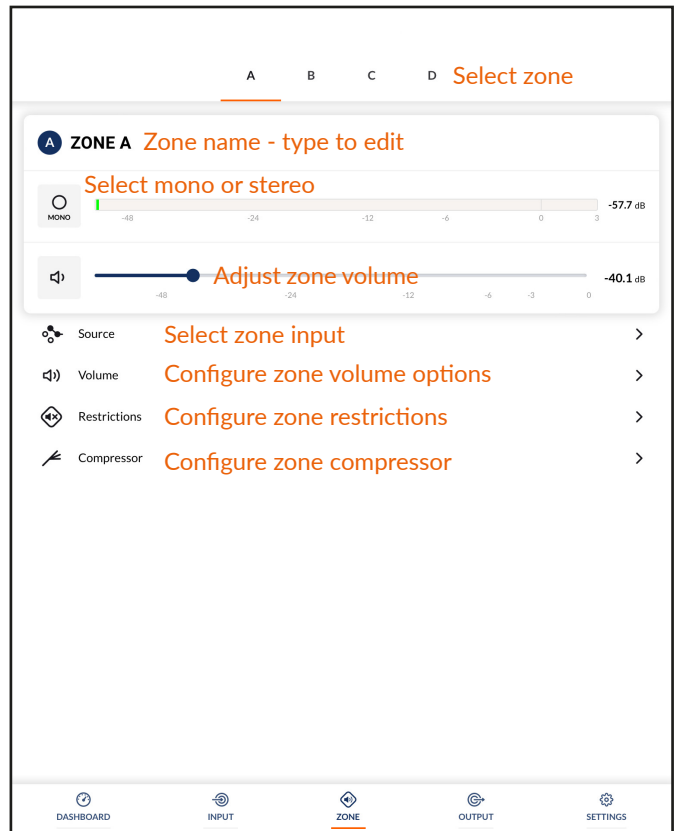 A B C D Select zone
A ZONE A Zone name - type to edit
Select mono or stereo
MONO -57.7 dB
-48 -24 -12 -6 0 3
Adjust zone volume -40.1 dB
-48 -24 -12 -6 -3 0
Source Select zone input
Volume Configure zone volume options
Restrictions Configure zone restrictions
Compressor Configure zone compressor
DASHBOARD INPUT ZONE OUTPUT SETTINGS